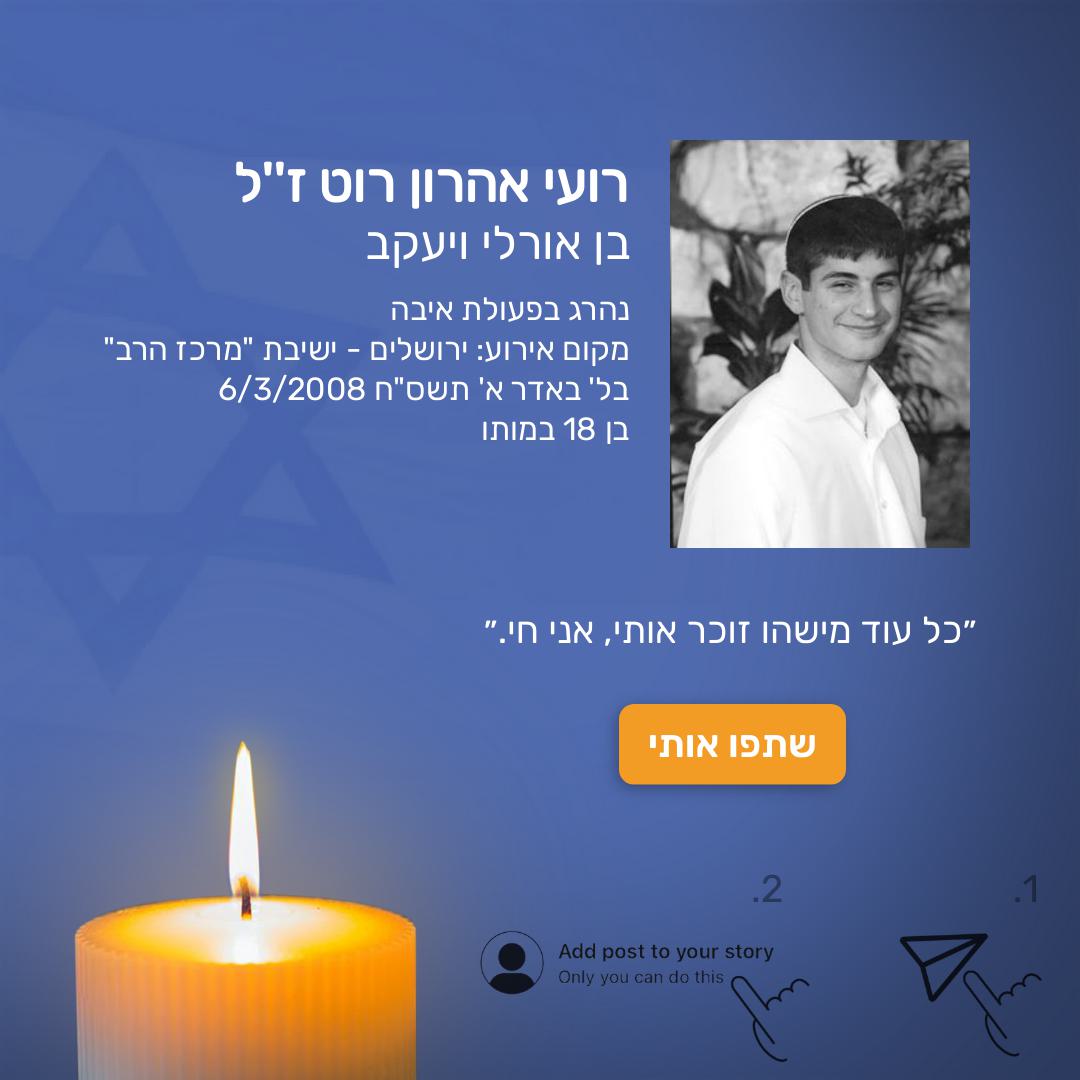 רועי אהרון רוט ז"ל
בן אורלי ויעקב
נהרג בפעולת איבה
מקום אירוע: ירושלים - ישיבת "מרכז הרב"
בל' באדר א' תשס"ח 6/3/2008
בן 18 במותו
״כל עוד מישהו זוכר אותי, אני חי.״
שתפו אותי
1.
2.
Add post to your story
Only you can do this